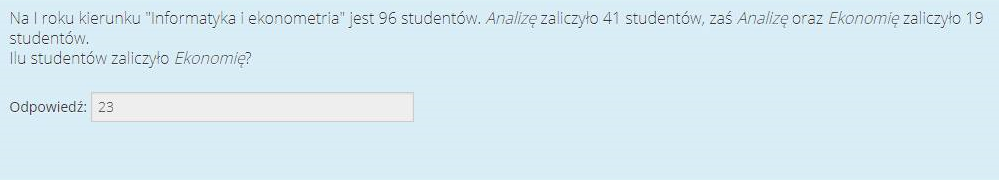 Na I roku kierunku "Informatyka i ekonometria" jest 96 studentów. Analizę zaliczyło 41 studentów, zaś Analizę oraz Ekonomię zaliczyło 19
studentów.
Ilu studentów zaliczyło Ekonomię?
Odpowiedź: 23